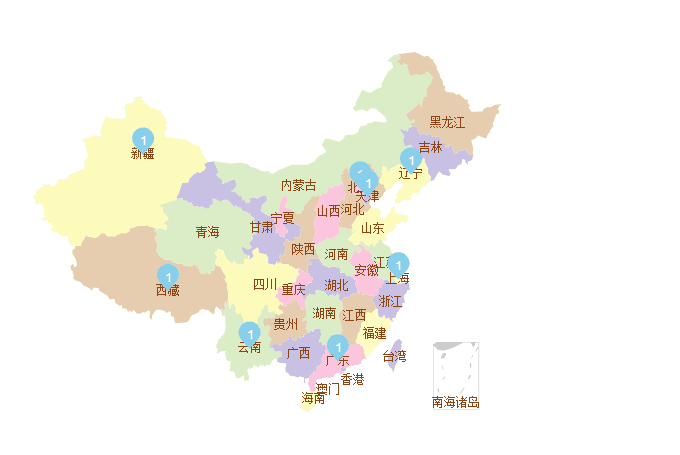 黑龙江
1
吉林
1
新疆
1
辽宁
1
北
1
天津
内蒙古
宁夏
山西
河北
甘肃
青海
山东
陕西
河南
江苏
1
上海
安徽
1
西藏
四川
重庆
湖北
浙江
湖南
江西
贵州
1
云南
福建
广西
1
广东
台湾
香港
澳门
海南
南海诸岛